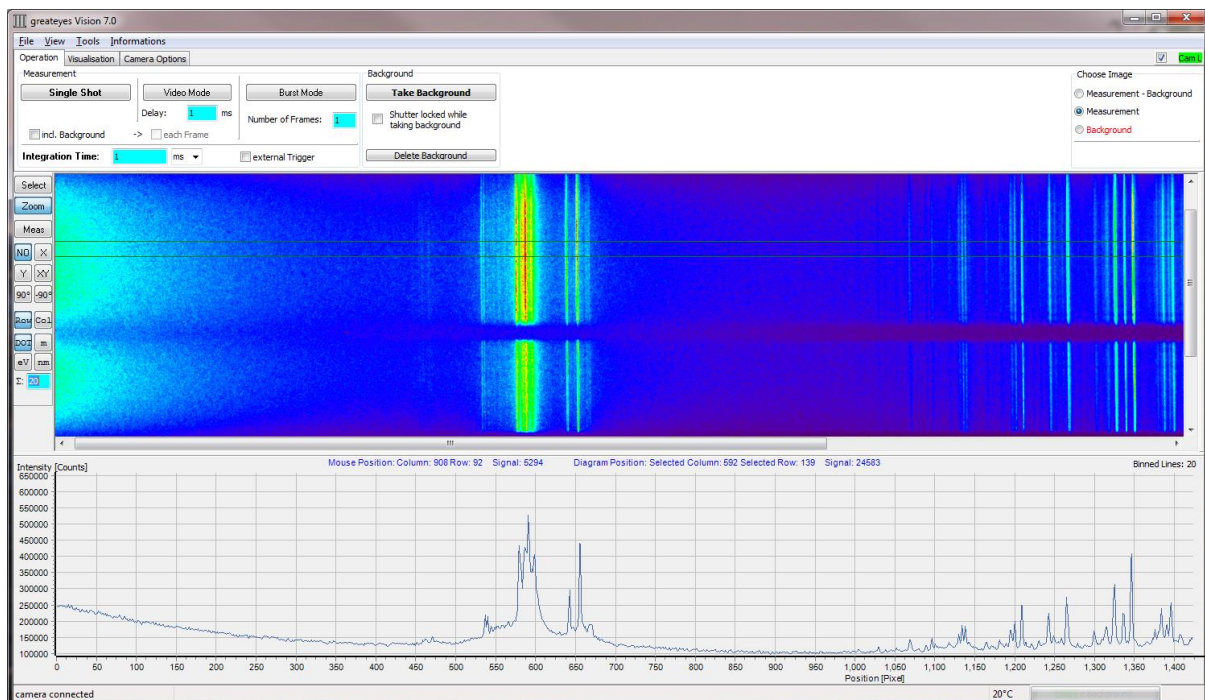 greateyes Vision 7.0
File View Tools Informations
Operation Visualisation Camera Options
Cam1
Measurement
Single Shot Video Mode Burst Mode
Delay: 1 ms
Number of Frames: 1
incl. Background -> each Frame
Integration Time: 1 ms external Trigger
Background
Take Background
Shutter locked while
taking background
Delete Background
Choose Image
Measurement - Background
Measurement
Background
Select
Zoom
Meas
NO X
Y XY
90° -90°
Row Col
DOT m
eV nm
Σ: 20
Intensity [Counts]
Mouse Position: Column: 908 Row: 92 Signal: 5294 Diagram Position: Selected Column: 592 Selected Row: 139 Signal: 24583
Binned Lines: 20
650000
600000
550000
500000
450000
400000
350000
300000
250000
200000
150000
100000
0 50 100 150 200 250 300 350 400 450 500 550 600 650 700 750 800 850 900 950 1,000 1,050 1,100 1,150 1,200 1,250 1,300 1,350 1,400
Position [Pixel]
camera connected 20°C